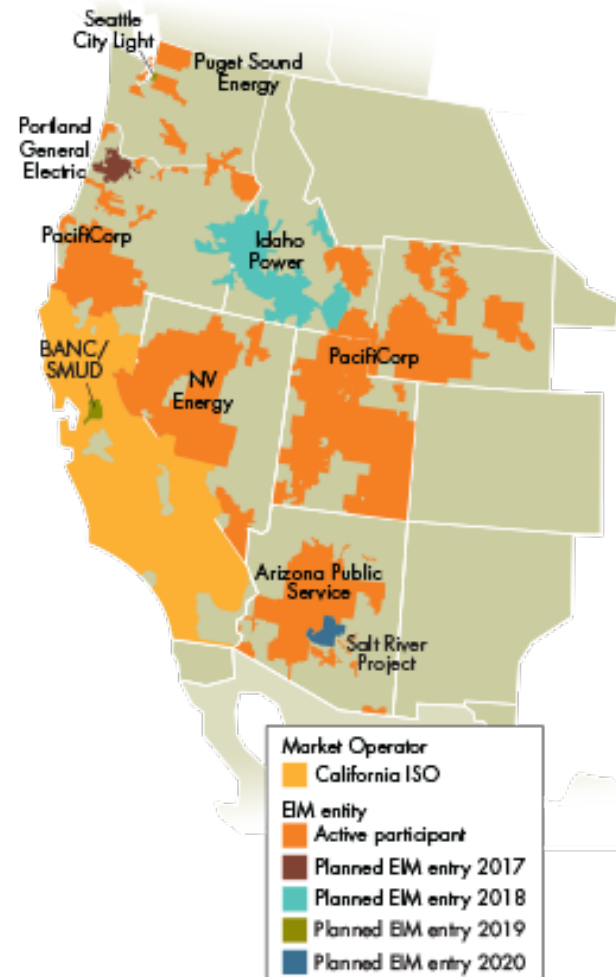 Seattle
City Light
Puget Sound
Energy
Portland
General
Electric
PacifiCorp
Idaho
Power
BANC/
SMUD
NV
Energy
PacifiCorp
Arizona Public
Service
Salt River
Project
Market Operator
California ISO
EIM entity
Active participant
Planned EIM entry 2017
Planned EIM entry 2018
Planned EIM entry 2019
Planned EIM entry 2020